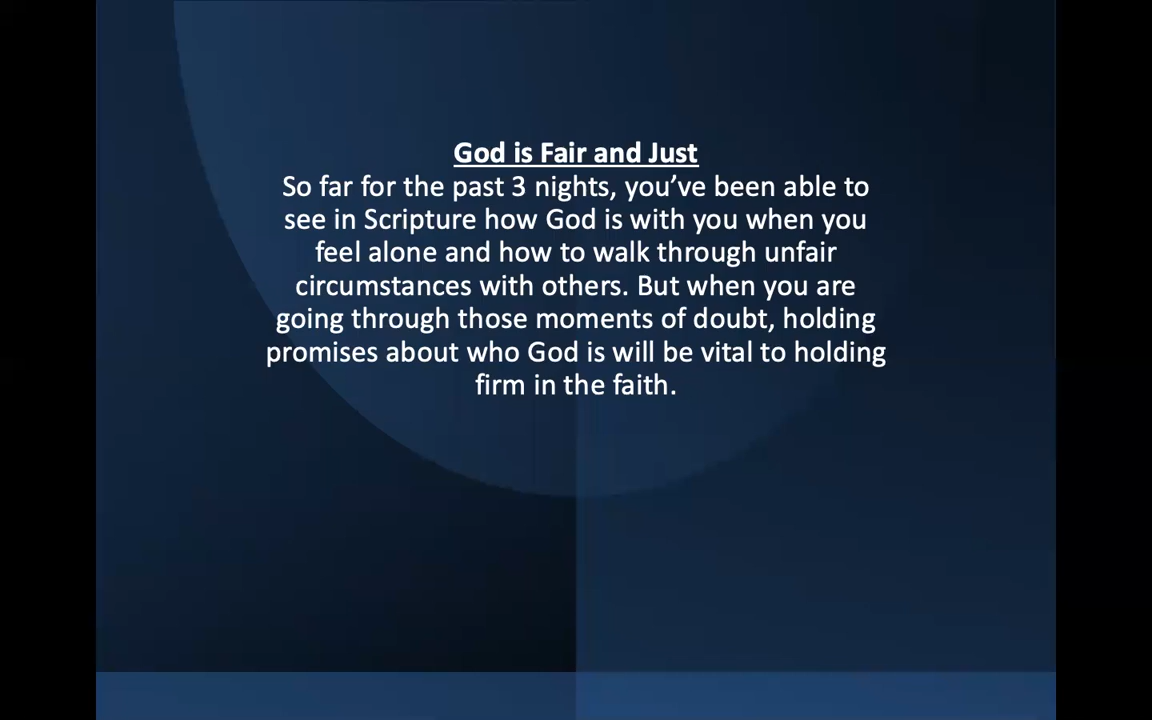 God is Fair and Just
So far for the past 3 nights, you’ve been able to
see in Scripture how God is with you when you
feel alone and how to walk through unfair
circumstances with others. But when you are
going through those moments of doubt, holding
promises about who God is will be vital to holding
firm in the faith.